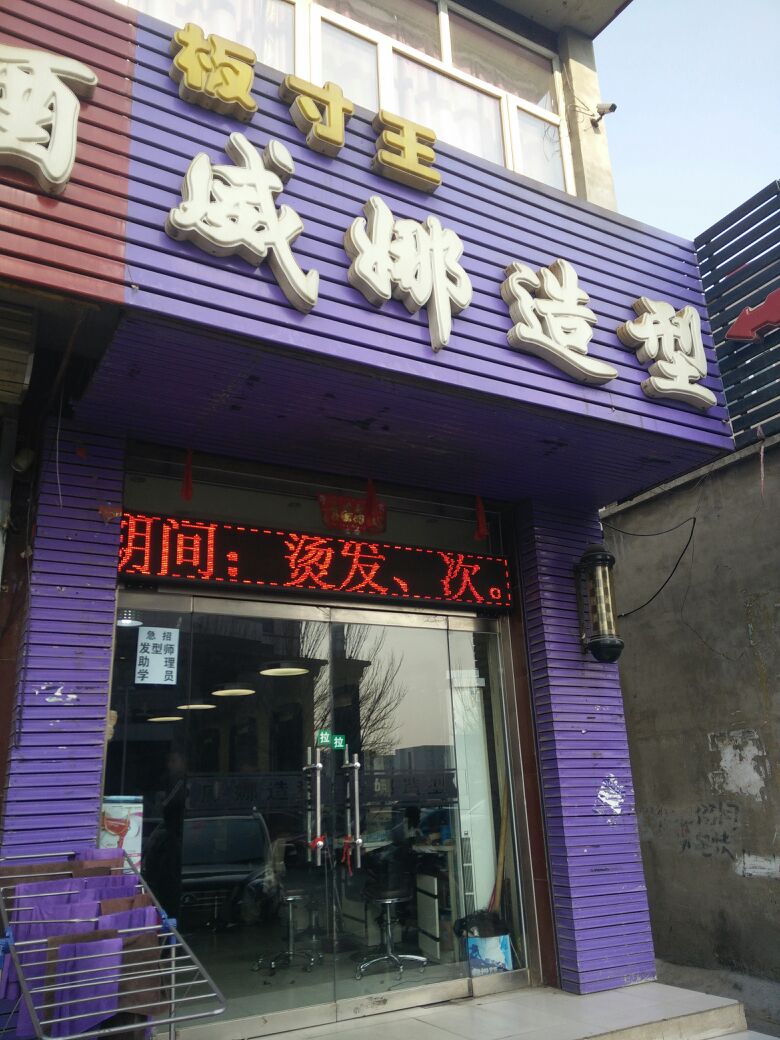 板寸王
威娜造型
期间：烫发、次。
急招
发型师
助理
学员
拉 拉